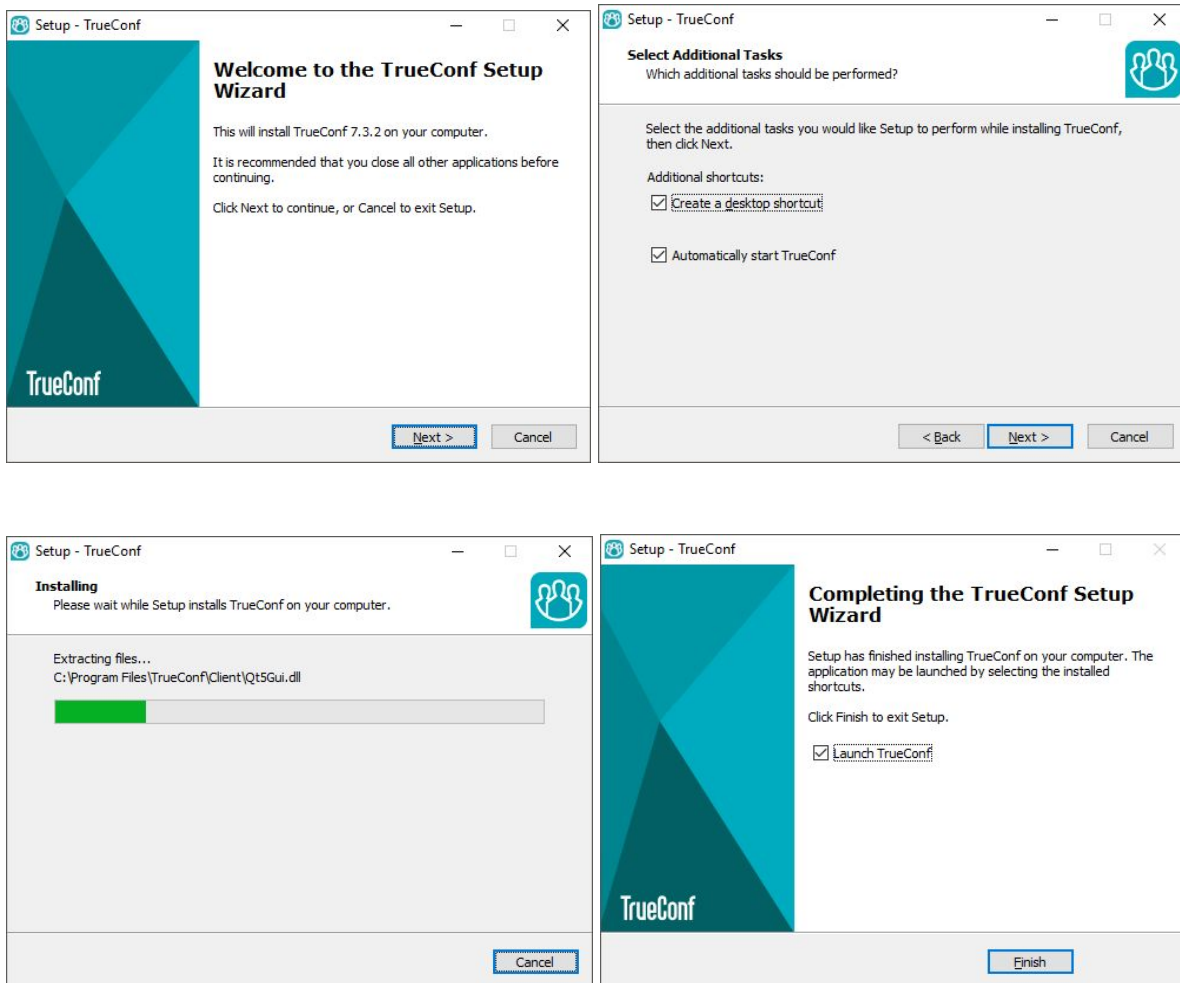 Setup - TrueConf
Welcome to the TrueConf Setup
Wizard
This will install TrueConf 7.3.2 on your computer.
It is recommended that you close all other applications before
continuing.
Click Next to continue, or Cancel to exit Setup.
TrueConf
Next >
Cancel
Setup - TrueConf
Select Additional Tasks
Which additional tasks should be performed?
Select the additional tasks you would like Setup to perform while installing TrueConf,
then click Next.
Additional shortcuts:
Create a desktop shortcut
Automatically start TrueConf
< Back
Next >
Cancel
Setup - TrueConf
Installing
Please wait while Setup installs TrueConf on your computer.
Extracting files...
C:\Program Files\TrueConf\Client\Qt5Gui.dll
Cancel
Setup - TrueConf
Completing the TrueConf Setup
Wizard
Setup has finished installing TrueConf on your computer. The
application may be launched by selecting the installed
shortcuts.
Click Finish to exit Setup.
Launch TrueConf
TrueConf
Finish